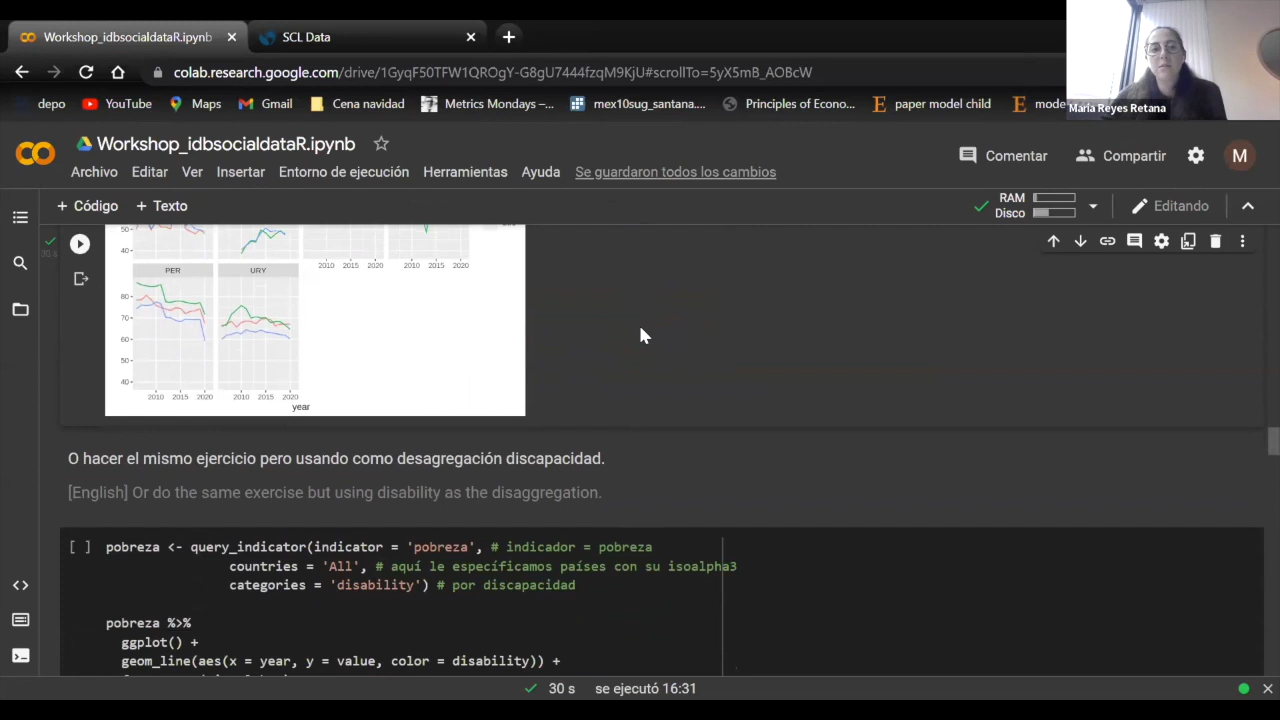 Workshop_idbsocialdataR.ipynb
SCL Data
colab.research.google.com/drive/1GyqF50TFW1QROgY-G8gU7444fzqM9KjU#scrollTo=5yX5mB_AOBcW
depo YouTube Maps Gmail Cena navidad Metrics Mondays –... mex10sug_santana.... Principles of Econo... paper model child mode
María Reyes Retana
Workshop_idbsocialdataR.ipynb
Comentar Compartir M
Archivo Editar Ver Insertar Entorno de ejecución Herramientas Ayuda Se guardaron todos los cambios
+ Código + Texto
RAM
Disco
Editando
30 s
50
40
2010 2015 2020 2010 2015 2020
PER URY
80
70
60
50
40
2010 2015 2020 2010 2015 2020
year
O hacer el mismo ejercicio pero usando como desagregación discapacidad.
[English] Or do the same exercise but using disability as the disaggregation.
[ ] pobreza <- query_indicator(indicator = 'pobreza', # indicador = pobreza
countries = 'All', # aquí le específicamos países con su isoalpha3
categories = 'disability') # por discapacidad
pobreza %>%
ggplot() +
geom_line(aes(x = year, y = value, color = disability)) +
30 s se ejecutó 16:31